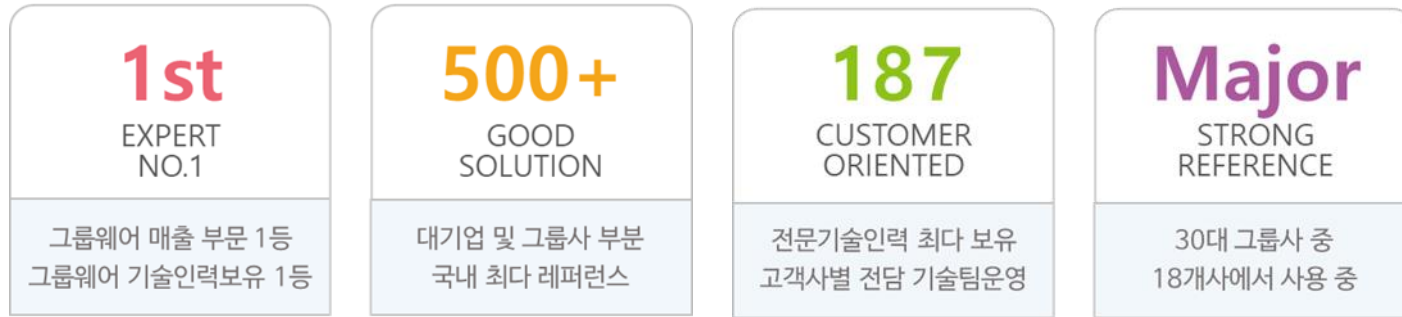 1st
EXPERT
NO.1
그룹웨어 매출 부문 1등
그룹웨어 기술인력보유 1등
500+
GOOD
SOLUTION
대기업 및 그룹사 부분
국내 최다 레퍼런스
187
CUSTOMER
ORIENTED
전문기술인력 최다 보유
고객사별 전담 기술팀운영
Major
STRONG
REFERENCE
30대 그룹사 중
18개사에서 사용 중